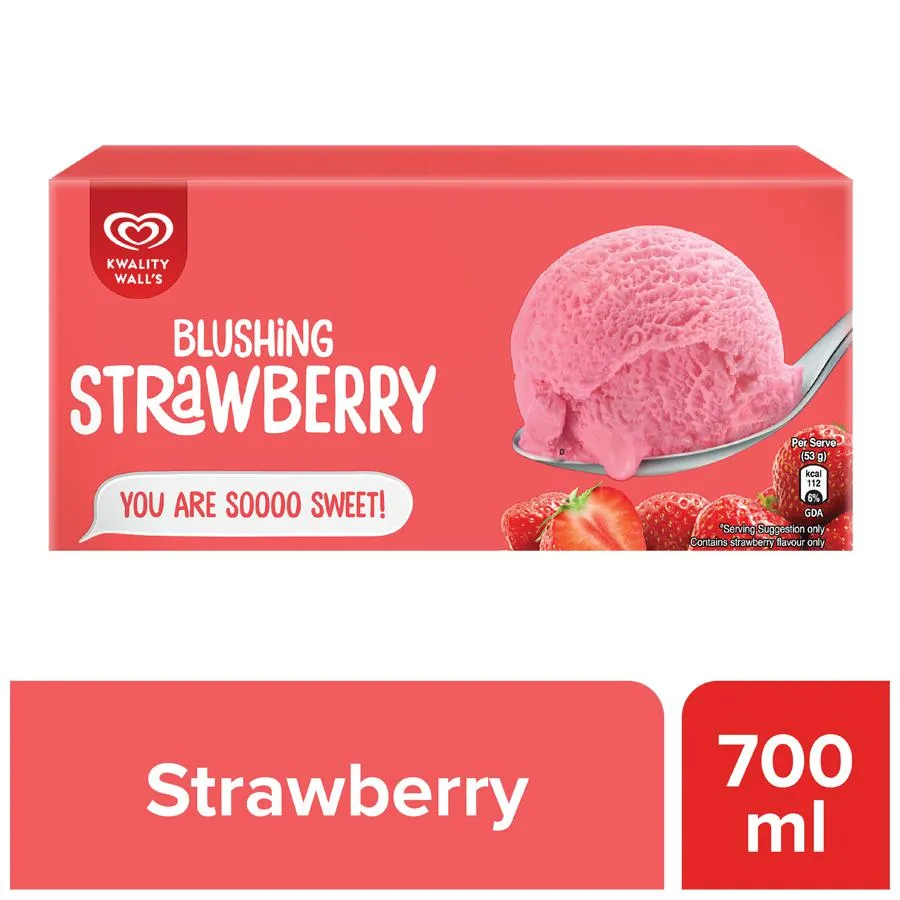 KWALITY
WALL'S
BLUSHiNG
STRaWBERRY
YOU ARE SOOOO SWEET!
Per Serve
(53 g)
kcal
112
6%
GDA
*Serving Suggestion only
Contains strawberry flavour only
Strawberry
700
ml